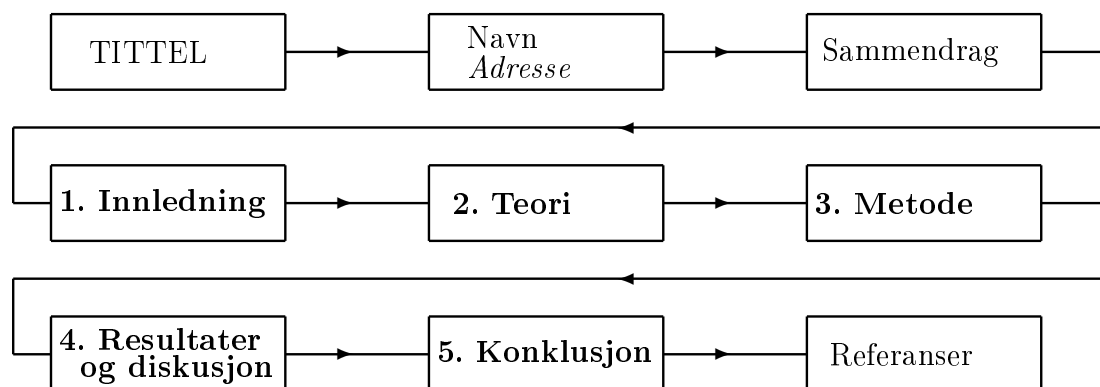 TITTEL
Navn
Adresse
Sammendrag
1. Innledning
2. Teori
3. Metode
4. Resultater
og diskusjon
5. Konklusjon
Referanser